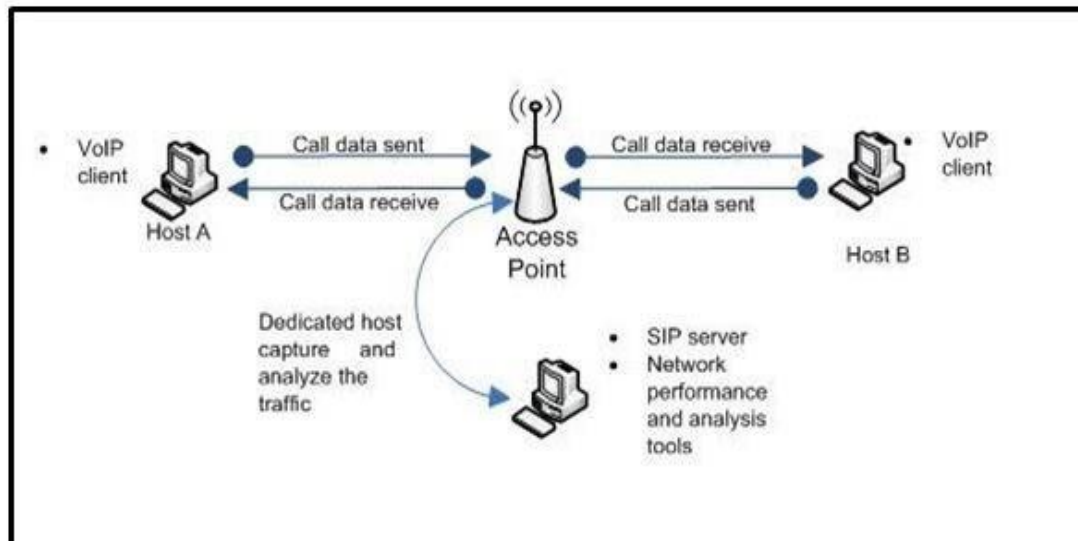 • VoIP
client
Host A
Call data sent
Call data receive
Access
Point
Call data receive
Call data sent
• VoIP
client
Host B
Dedicated host
capture and
analyze the
traffic
• SIP server
• Network
performance
and analysis
tools